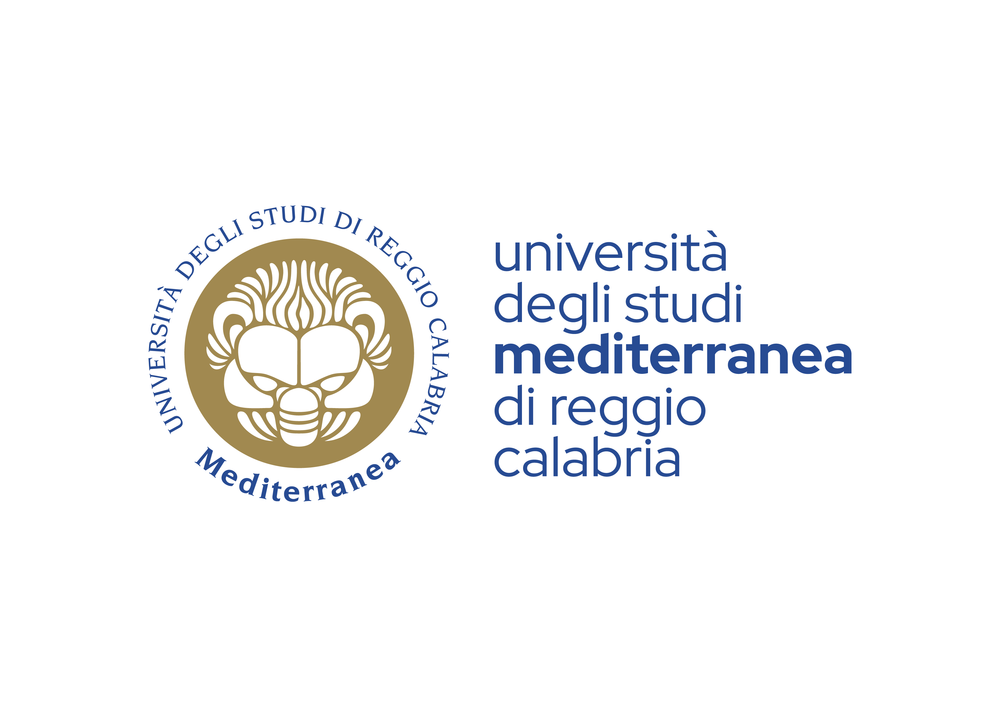 UNIVERSITÀ DEGLI STUDI DI REGGIO CALABRIA
Mediterranea
università
degli studi
mediterranea
di reggio
calabria